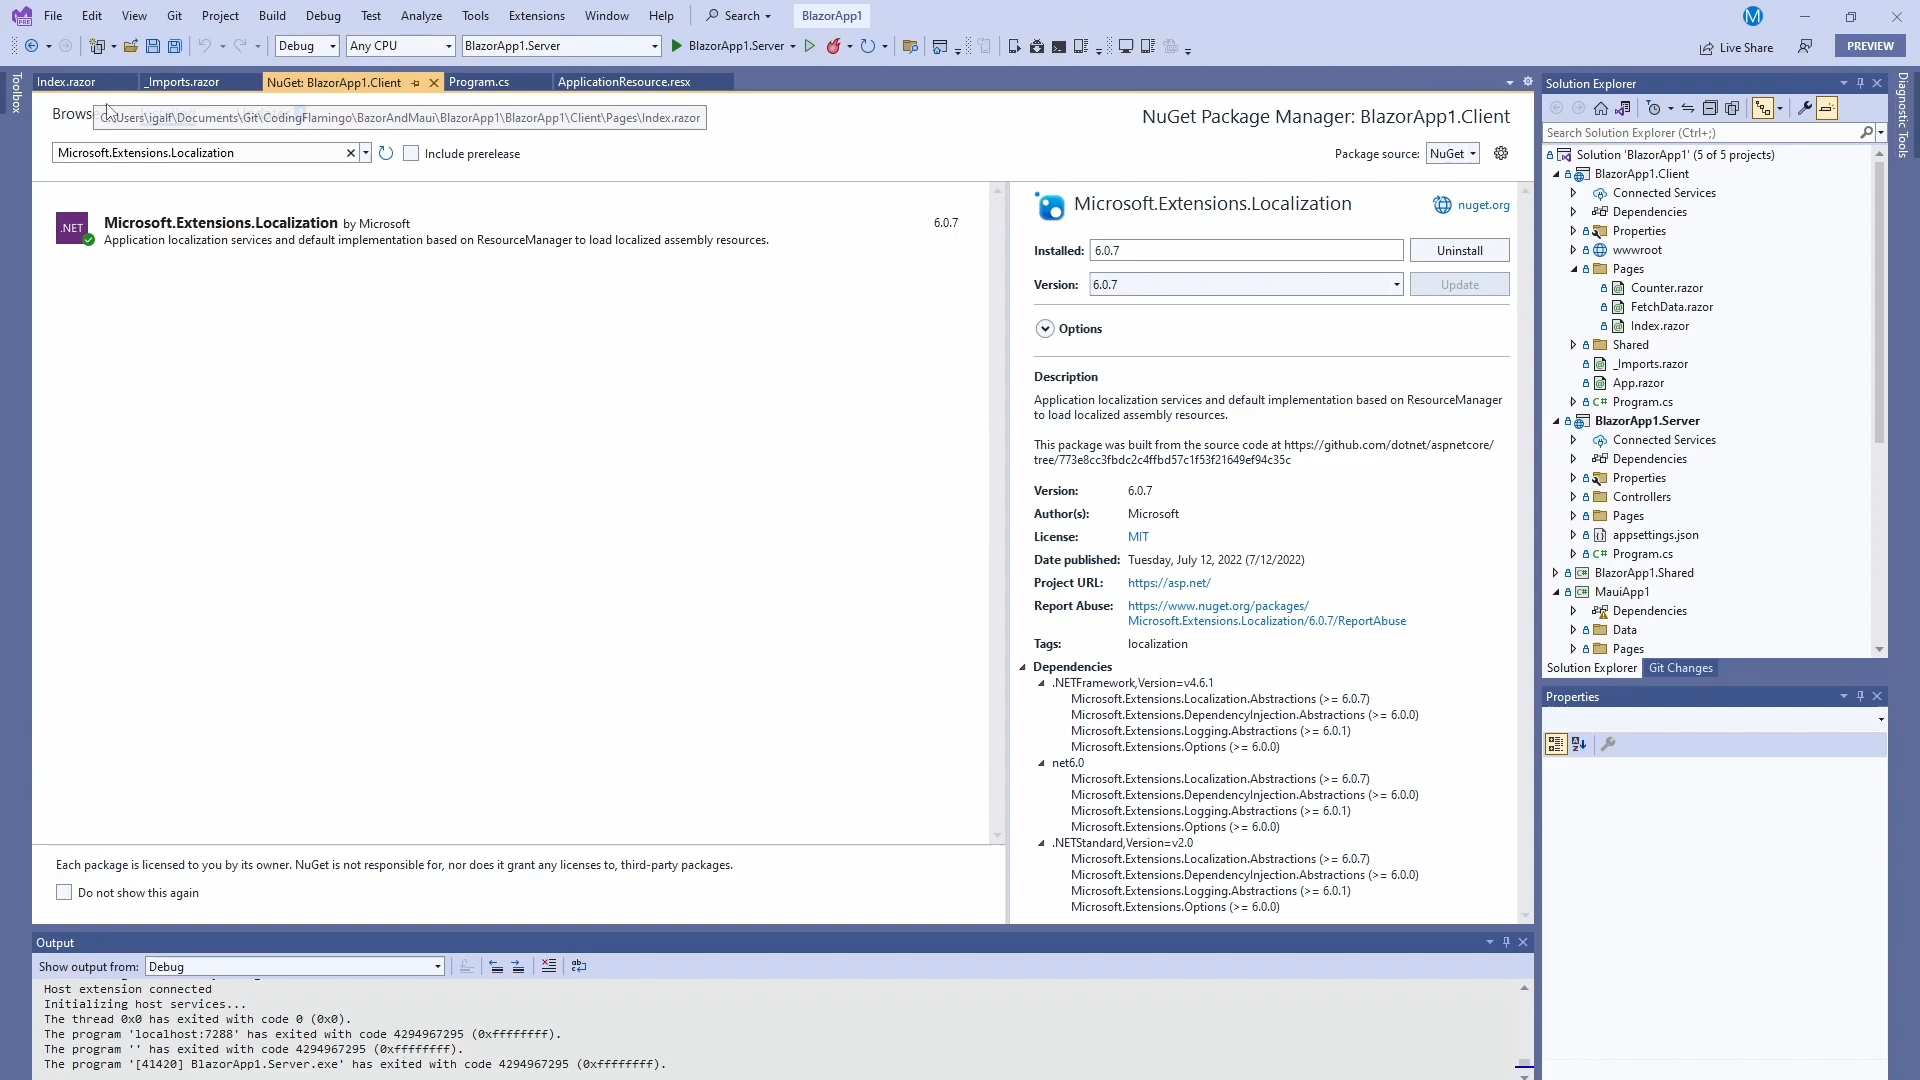 File Edit View Git Project Build Debug Test Analyze Tools Extensions Window Help Search BlazorApp1
M
Debug Any CPU BlazorApp1.Server BlazorApp1.Server Live Share PREVIEW
Toolbox
Index.razor _Imports.razor NuGet: BlazorApp1.Client Program.cs ApplicationResource.resx
Browse
C:\Users\igalf\Documents\Git\CodingFlamingo\BazorAndMaui\BlazorApp1\BlazorApp1\Client\Pages\Index.razor
NuGet Package Manager: BlazorApp1.Client
Microsoft.Extensions.Localization
Include prerelease
Package source: NuGet
.NET
Microsoft.Extensions.Localization by Microsoft 6.0.7
Application localization services and default implementation based on ResourceManager to load localized assembly resources.
Microsoft.Extensions.Localization nuget.org
Installed: 6.0.7 Uninstall
Version: 6.0.7 Update
Options
Description
Application localization services and default implementation based on ResourceManager
to load localized assembly resources.
This package was built from the source code at https://github.com/dotnet/aspnetcore/
tree/773e8cc3fbdc2c4ffbd57c1f53f21649ef94c35c
Version: 6.0.7
Author(s): Microsoft
License: MIT
Date published: Tuesday, July 12, 2022 (7/12/2022)
Project URL: https://asp.net/
Report Abuse: https://www.nuget.org/packages/
Microsoft.Extensions.Localization/6.0.7/ReportAbuse
Tags: localization
Dependencies
.NETFramework,Version=v4.6.1
Microsoft.Extensions.Localization.Abstractions (>= 6.0.7)
Microsoft.Extensions.DependencyInjection.Abstractions (>= 6.0.0)
Microsoft.Extensions.Logging.Abstractions (>= 6.0.1)
Microsoft.Extensions.Options (>= 6.0.0)
net6.0
Microsoft.Extensions.Localization.Abstractions (>= 6.0.7)
Microsoft.Extensions.DependencyInjection.Abstractions (>= 6.0.0)
Microsoft.Extensions.Logging.Abstractions (>= 6.0.1)
Microsoft.Extensions.Options (>= 6.0.0)
.NETStandard,Version=v2.0
Microsoft.Extensions.Localization.Abstractions (>= 6.0.7)
Microsoft.Extensions.DependencyInjection.Abstractions (>= 6.0.0)
Microsoft.Extensions.Logging.Abstractions (>= 6.0.1)
Microsoft.Extensions.Options (>= 6.0.0)
Each package is licensed to you by its owner. NuGet is not responsible for, nor does it grant any licenses to, third-party packages.
Do not show this again
Output
Show output from: Debug
Host extension connected
Initializing host services...
The thread 0x0 has exited with code 0 (0x0).
The program 'localhost:7288' has exited with code 4294967295 (0xffffffff).
The program '' has exited with code 4294967295 (0xffffffff).
The program '[41420] BlazorApp1.Server.exe' has exited with code 4294967295 (0xffffffff).
Solution Explorer
Search Solution Explorer (Ctrl+;)
Solution 'BlazorApp1' (5 of 5 projects)
BlazorApp1.Client
Connected Services
Dependencies
Properties
wwwroot
Pages
Counter.razor
FetchData.razor
Index.razor
Shared
_Imports.razor
App.razor
C# Program.cs
BlazorApp1.Server
Connected Services
Dependencies
Properties
Controllers
Pages
appsettings.json
C# Program.cs
BlazorApp1.Shared
MauiApp1
Dependencies
Data
Pages
Solution Explorer Git Changes
Properties
Diagnostic Tools